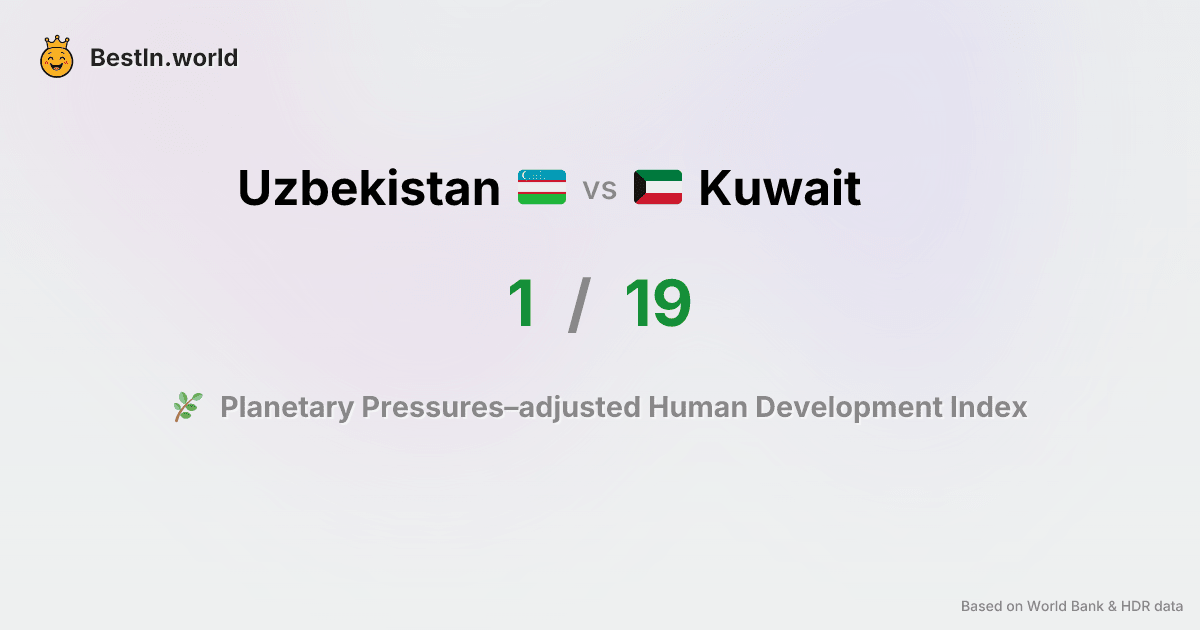 BestIn.world
Uzbekistan vs Kuwait
1 / 19
Planetary Pressures–adjusted Human Development Index
Based on World Bank & HDR data